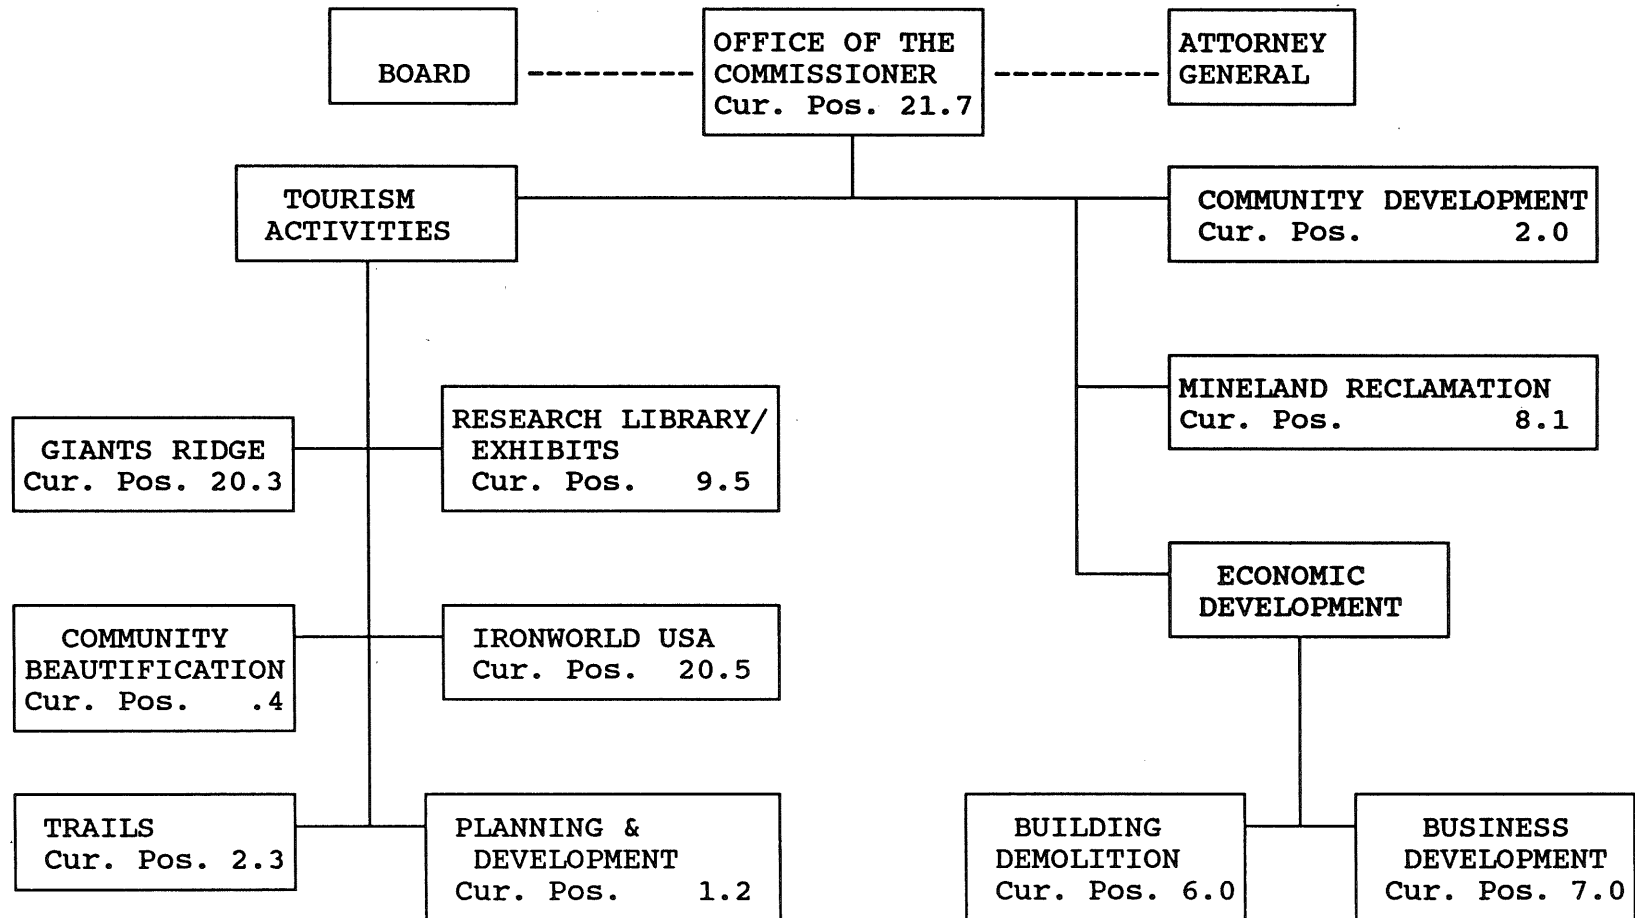 BOARD
OFFICE OF THE
COMMISSIONER
Cur. Pos. 21.7
ATTORNEY
GENERAL
TOURISM
ACTIVITIES
COMMUNITY DEVELOPMENT
Cur. Pos. 2.0
MINELAND RECLAMATION
Cur. Pos. 8.1
GIANTS RIDGE
Cur. Pos. 20.3
RESEARCH LIBRARY/
EXHIBITS
Cur. Pos. 9.5
ECONOMIC
DEVELOPMENT
COMMUNITY
BEAUTIFICATION
Cur. Pos. .4
IRONWORLD USA
Cur. Pos. 20.5
TRAILS
Cur. Pos. 2.3
PLANNING &
DEVELOPMENT
Cur. Pos. 1.2
BUILDING
DEMOLITION
Cur. Pos. 6.0
BUSINESS
DEVELOPMENT
Cur. Pos. 7.0